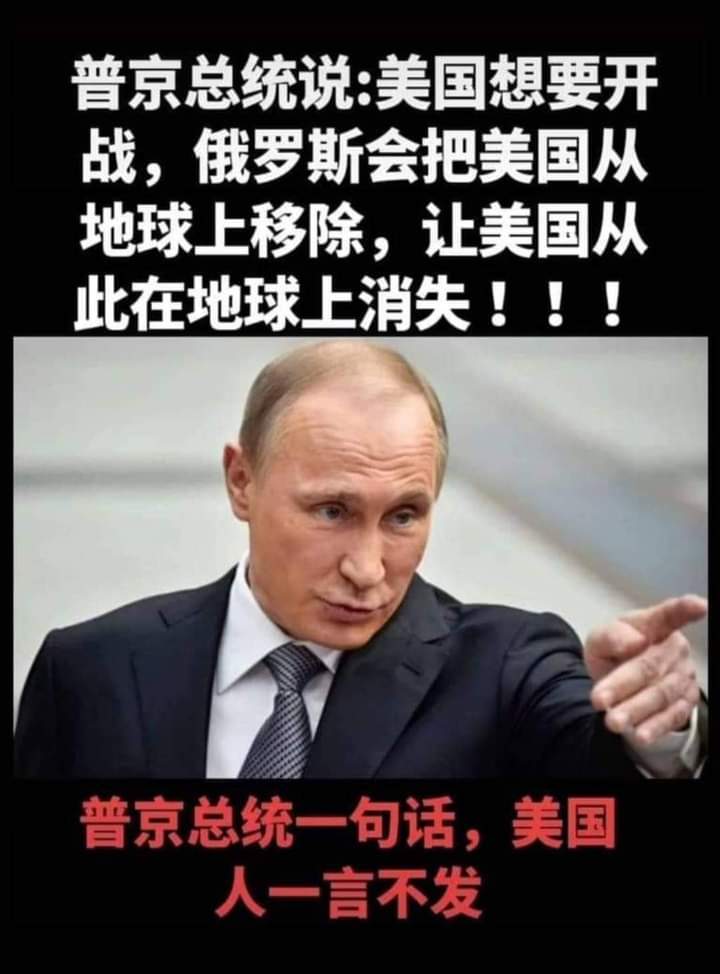 普京总统说:美国想要开
战，俄罗斯会把美国从
地球上移除，让美国从
此在地球上消失！！！
普京总统一句话，美国
人一言不发